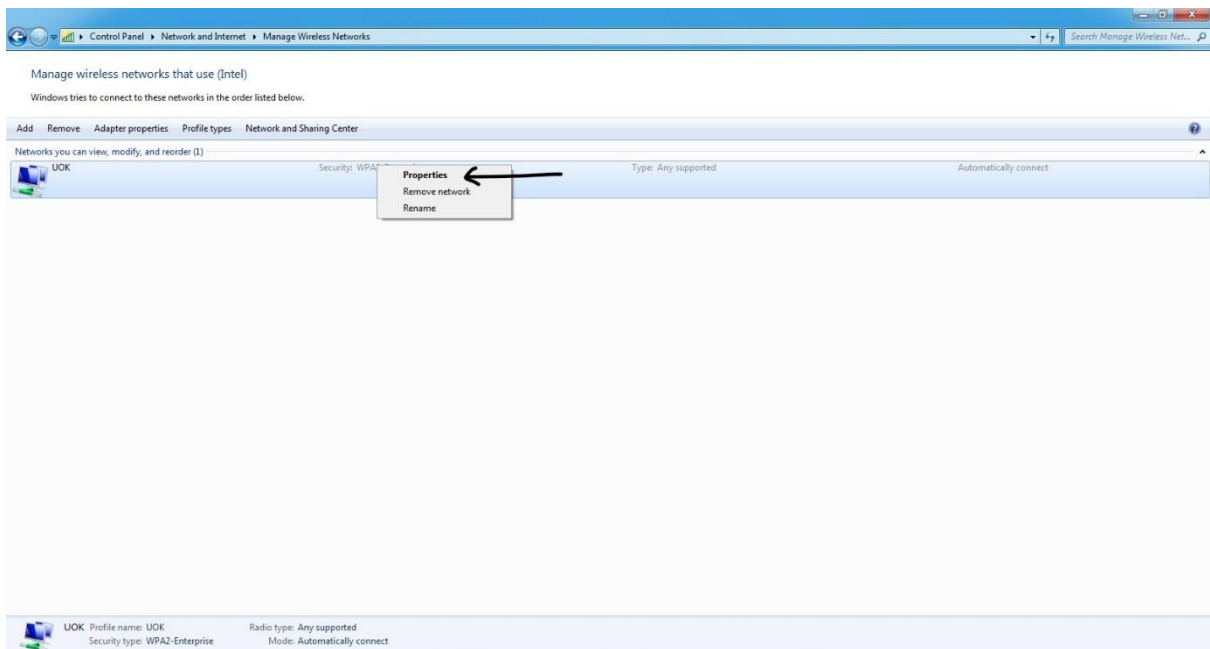 Control Panel Network and Internet Manage Wireless Networks
Search Manage Wireless Net...
Manage wireless networks that use (Intel)
Windows tries to connect to these networks in the order listed below.
Add Remove Adapter properties Profile types Network and Sharing Center
Networks you can view, modify, and reorder (1)
UOK Security: Type: Any supported Automatically connect
Properties
Remove network
Rename
UOK Profile name: UOK Radio type: Any supported
Security type: WPA2-Enterprise Mode: Automatically connect